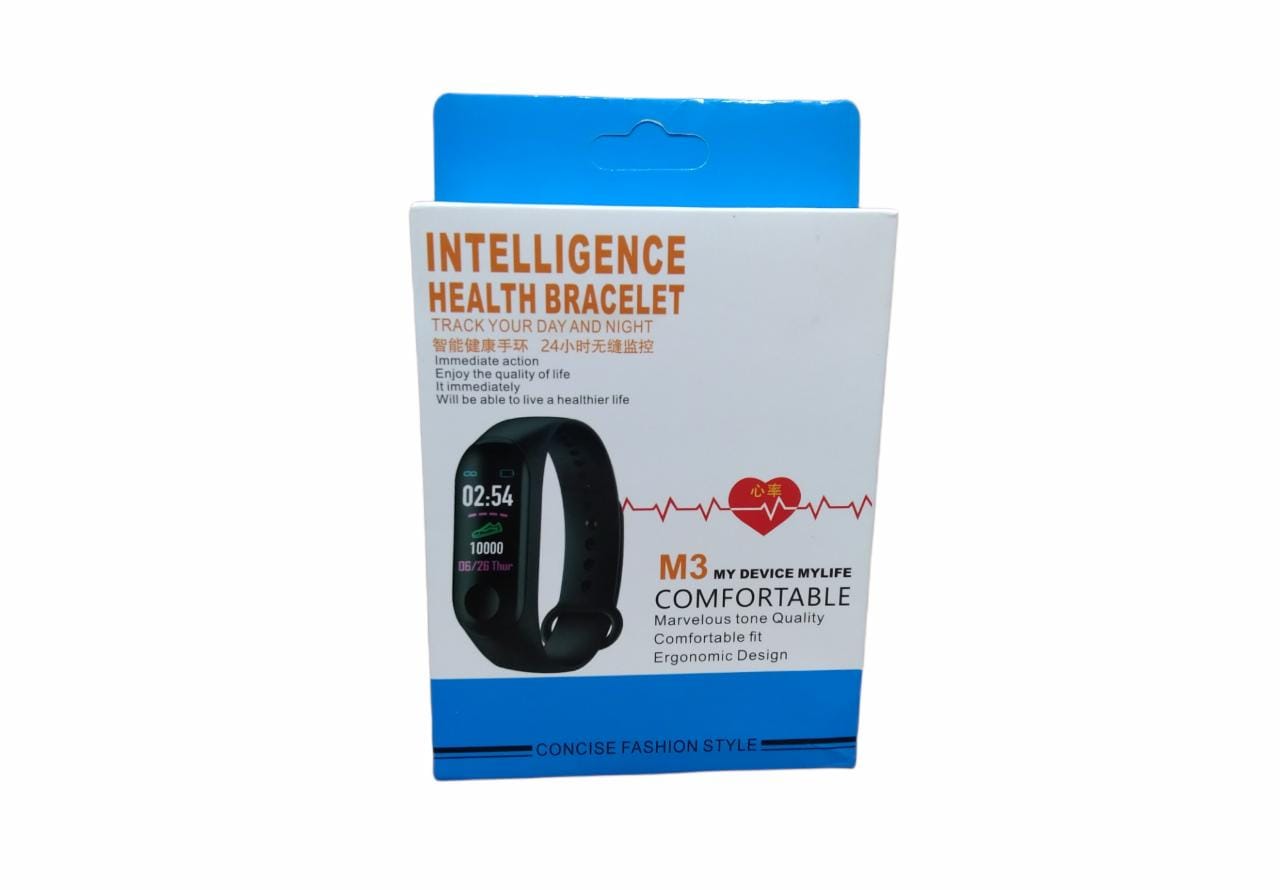 INTELLIGENCE
HEALTH BRACELET
TRACK YOUR DAY AND NIGHT
智能健康手环 24小时无缝监控
Immediate action
Enjoy the quality of life
It immediately
Will be able to live a healthier life
02:54
10000
06/26 Thur
心率
M3 MY DEVICE MYLIFE
COMFORTABLE
Marvelous tone Quality
Comfortable fit
Ergonomic Design
CONCISE FASHION STYLE